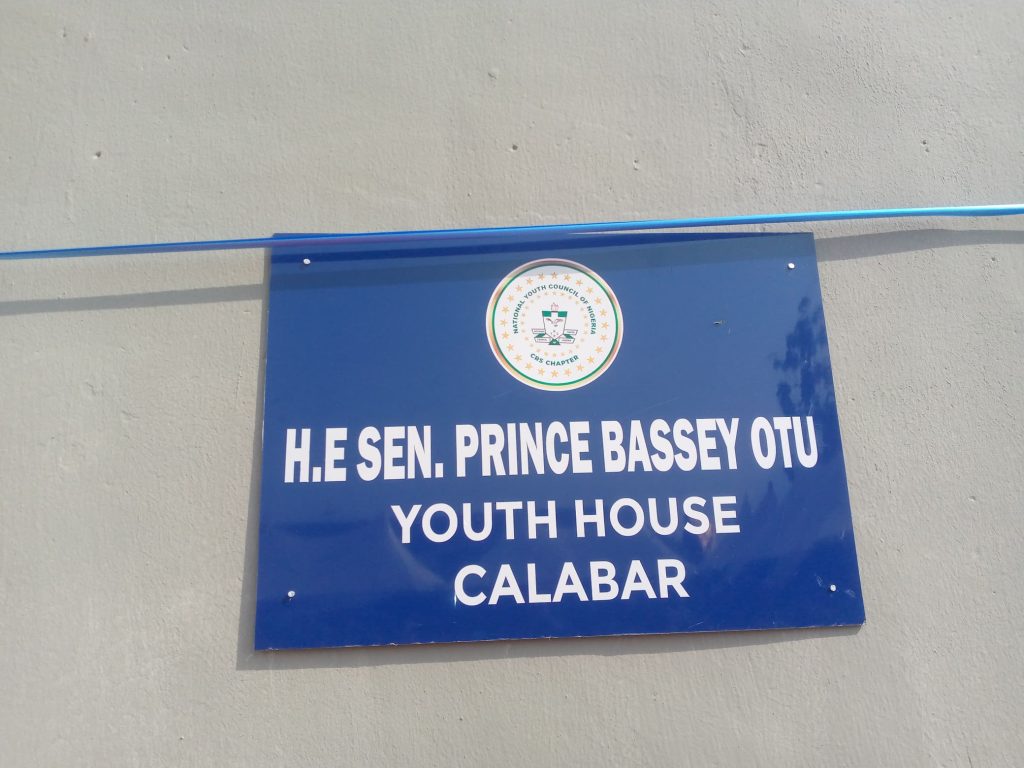 NATIONAL YOUTH COUNCIL OF NIGERIA
CRS CHAPTER
H.E SEN. PRINCE BASSEY OTU
YOUTH HOUSE
CALABAR